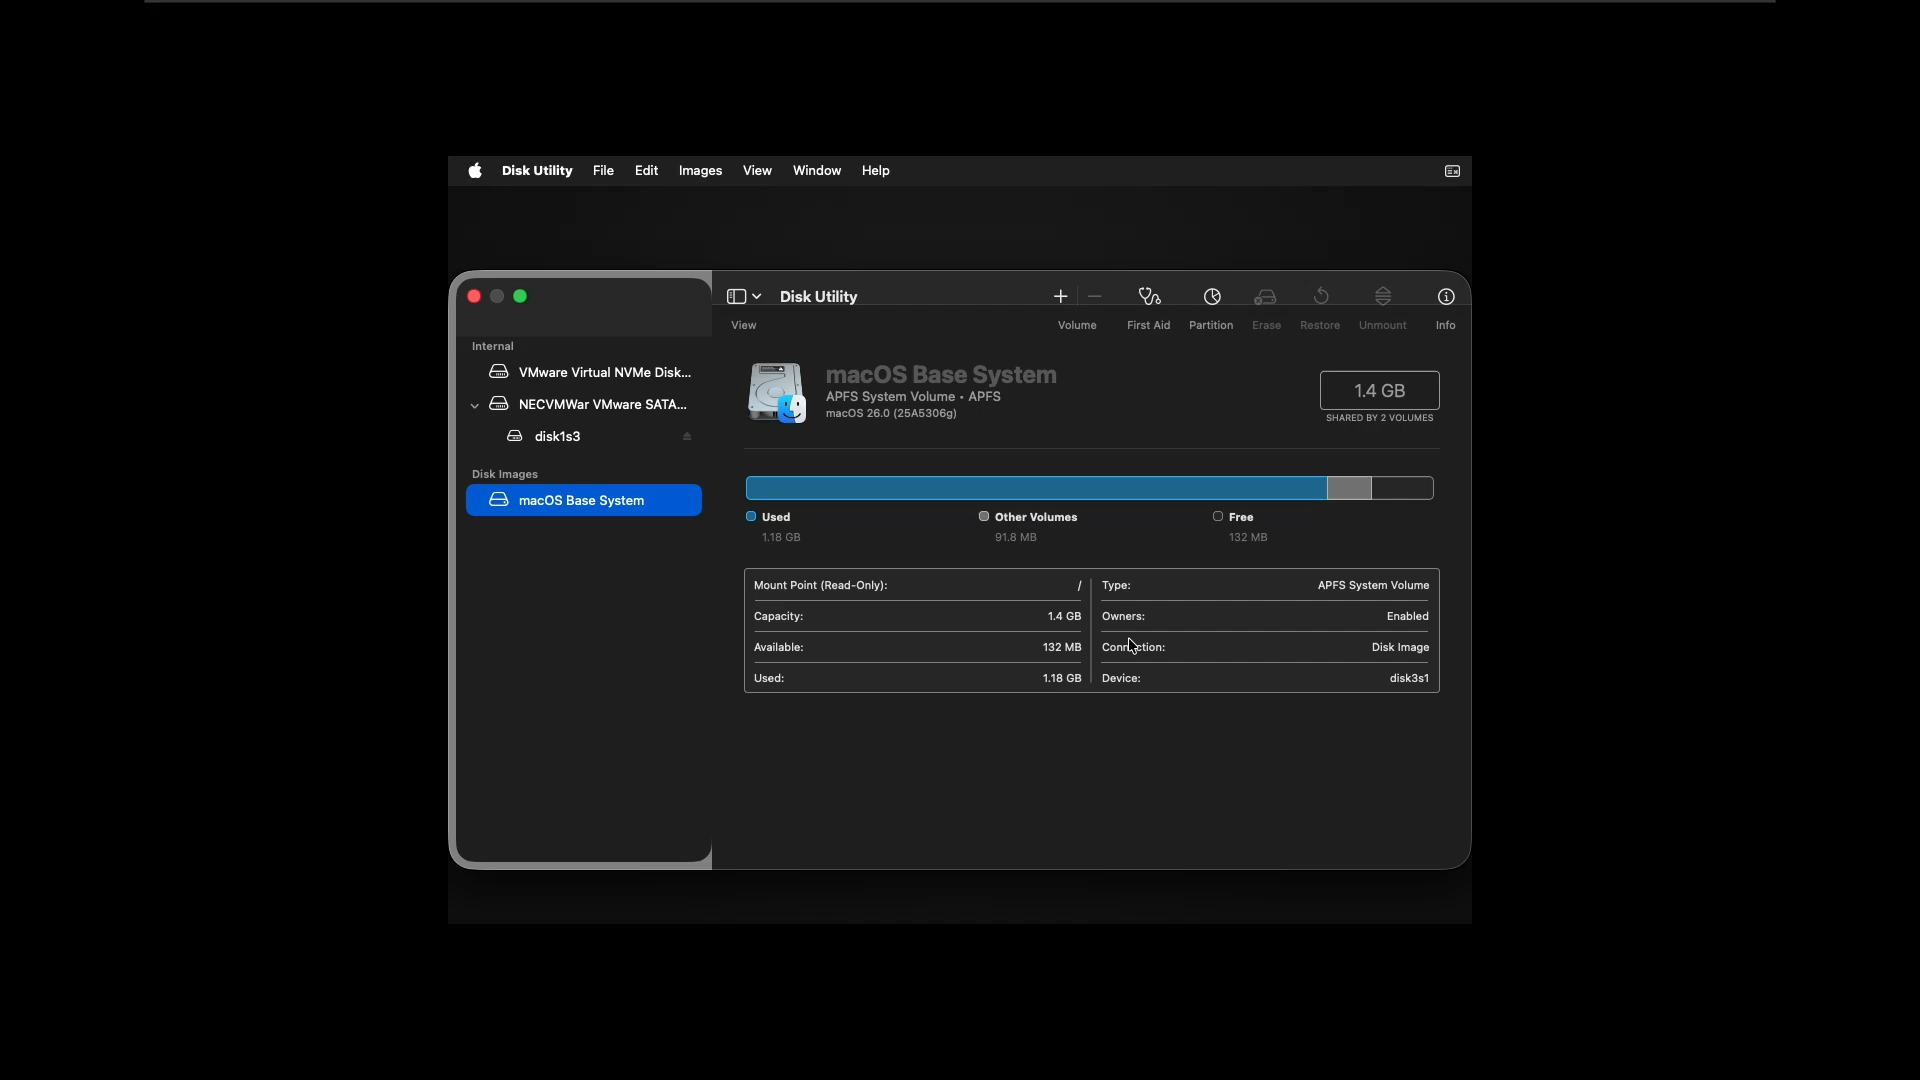 Disk Utility File Edit Images View Window Help
Disk Utility
View Volume First Aid Partition Erase Restore Unmount Info
Internal
VMware Virtual NVMe Disk...
NECVMWar VMware SATA...
disk1s3
Disk Images
macOS Base System
macOS Base System
APFS System Volume • APFS
macOS 26.0 (25A5306g)
1.4 GB
SHARED BY 2 VOLUMES
Used Other Volumes Free
1.18 GB 91.8 MB 132 MB
Mount Point (Read-Only): / Type: APFS System Volume
Capacity: 1.4 GB Owners: Enabled
Available: 132 MB Connection: Disk Image
Used: 1.18 GB Device: disk3s1